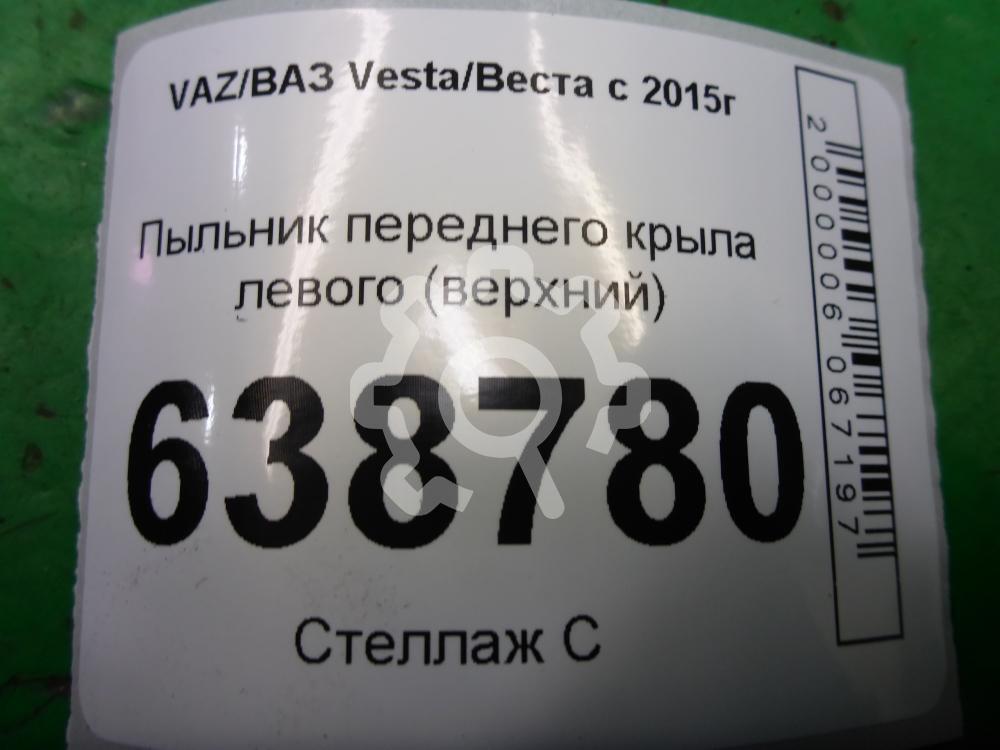 VAZ/ВАЗ Vesta/Веста с 2015г
Пыльник переднего крыла
левого (верхний)
638780
Стеллаж С
2000006067197